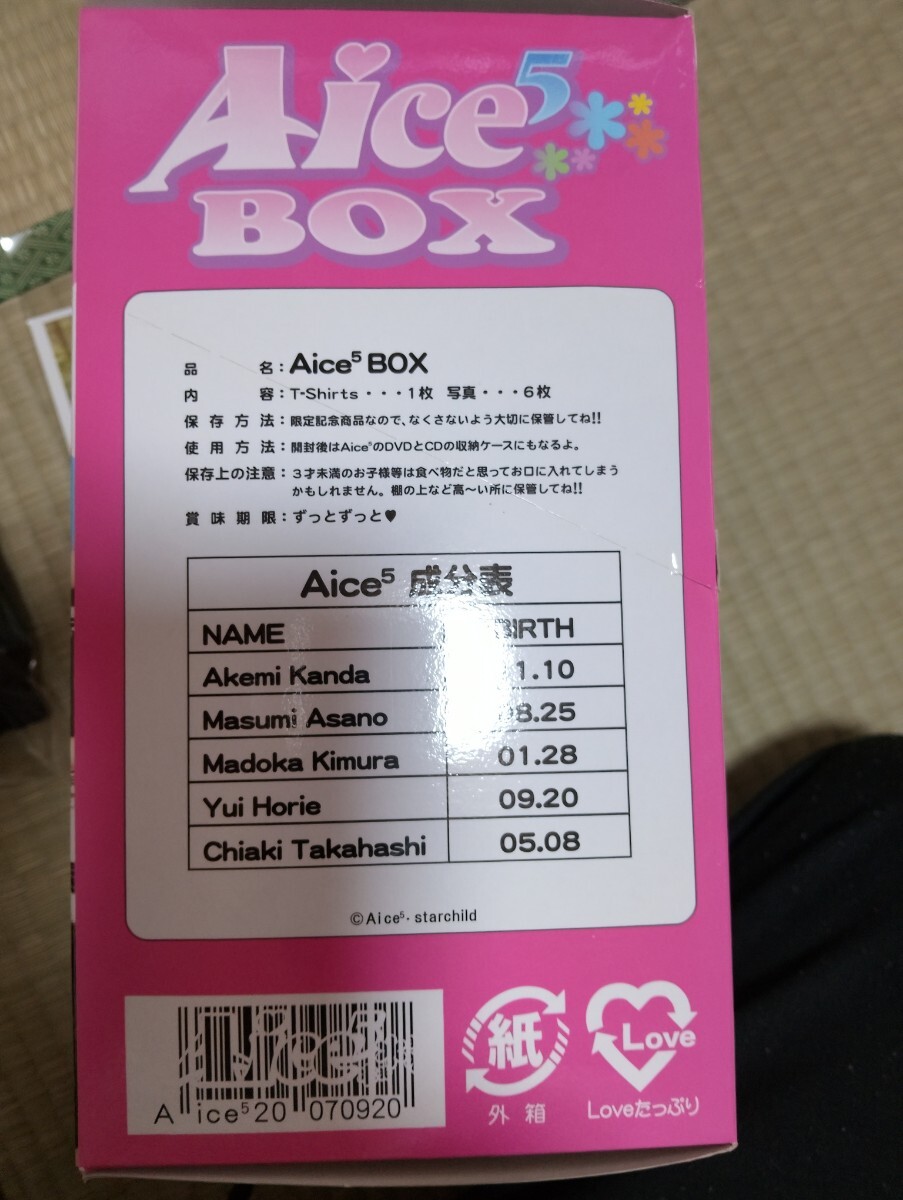 Aice⁵
BOX
品名：Aice⁵ BOX
内容：T-Shirts・・・1枚 写真・・・6枚
保存方法：限定記念商品なので、なくさないよう大切に保管してね!!
使用方法：開封後はAice⁵のDVDとCDの収納ケースにもなるよ。
保存上の注意：3才未満のお子様等は食べ物だと思ってお口に入れてしまう
かもしれません。棚の上など高〜い所に保管してね!!
賞味期限：ずっとずっと♥
Aice⁵ 成分表
NAME BIRTH
Akemi Kanda 1.10
Masumi Asano 08.25
Madoka Kimura 01.28
Yui Horie 09.20
Chiaki Takahashi 05.08
©Aice⁵・starchild
Aice⁵
A ice⁵20 070920
紙
外箱
Love
Loveたっぷり